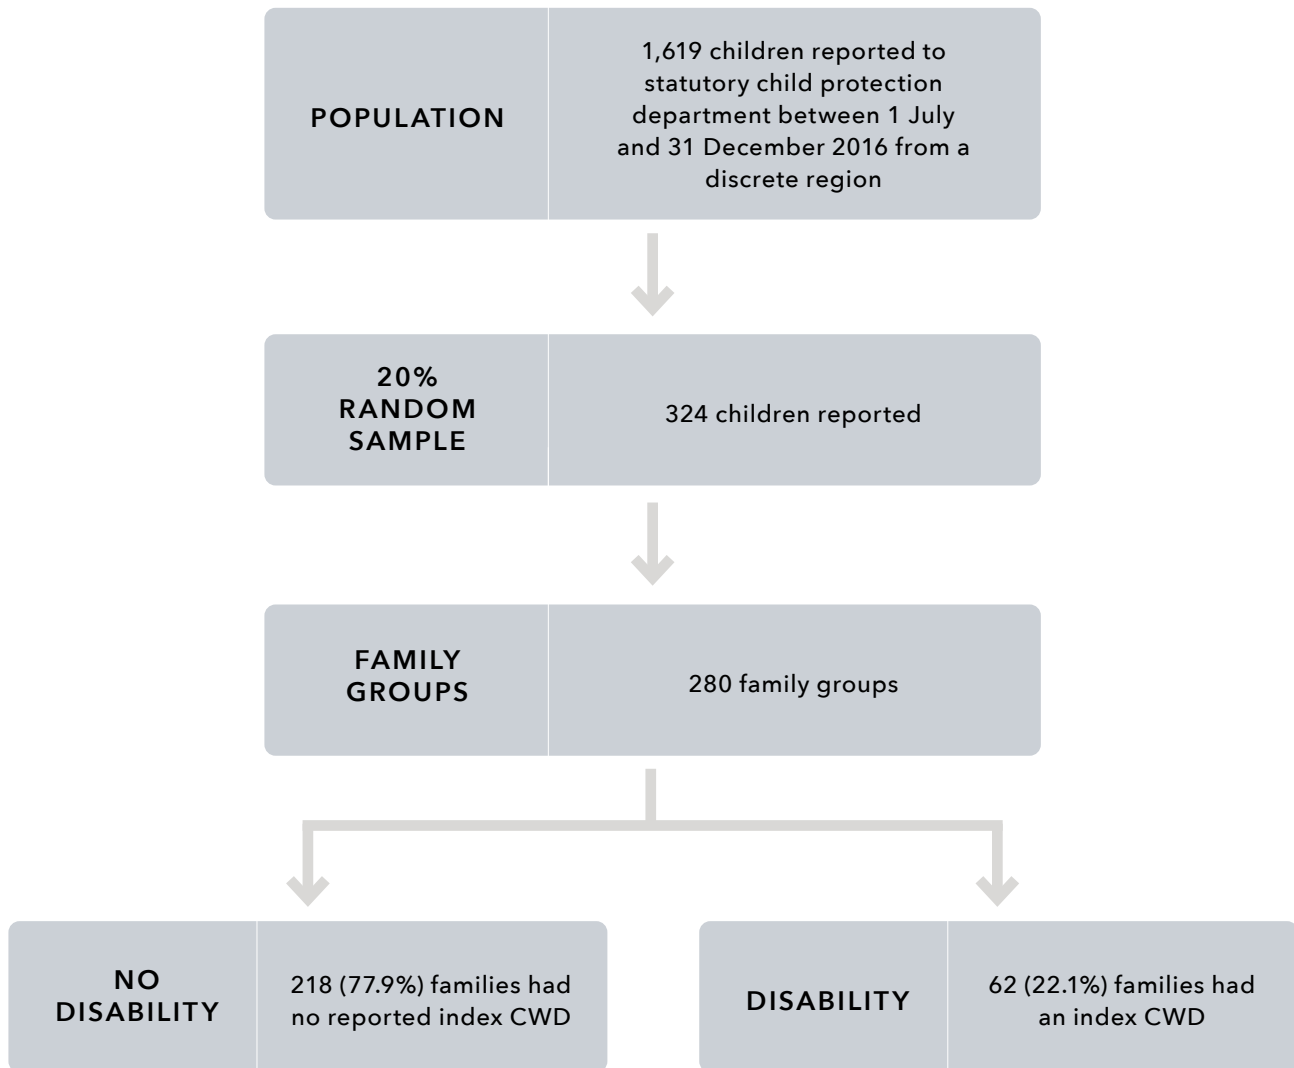 POPULATION
1,619 children reported to
statutory child protection
department between 1 July
and 31 December 2016 from a
discrete region
20%
RANDOM
SAMPLE
324 children reported
FAMILY
GROUPS
280 family groups
NO
DISABILITY
218 (77.9%) families had
no reported index CWD
DISABILITY
62 (22.1%) families had
an index CWD